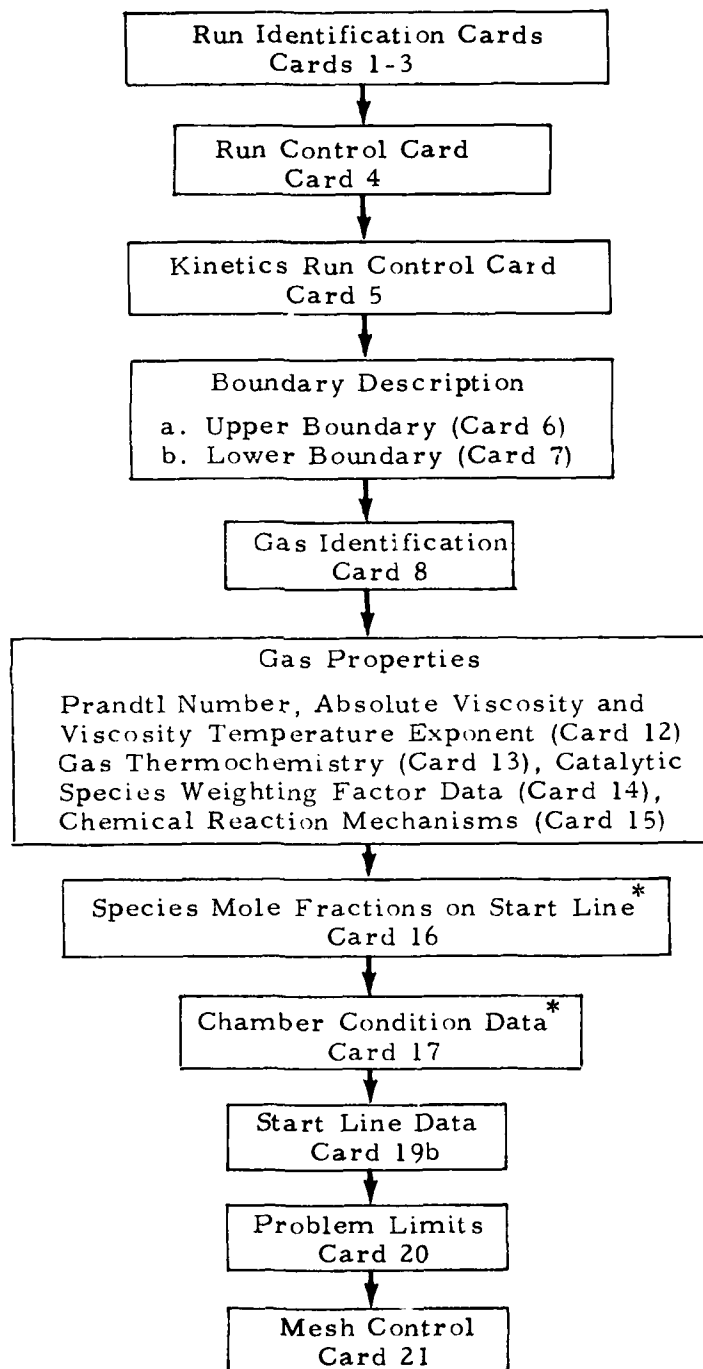 Run Identification Cards
Cards 1-3
Run Control Card
Card 4
Kinetics Run Control Card
Card 5
Boundary Description
a. Upper Boundary (Card 6)
b. Lower Boundary (Card 7)
Gas Identification
Card 8
Gas Properties
Prandtl Number, Absolute Viscosity and
Viscosity Temperature Exponent (Card 12)
Gas Thermochemistry (Card 13), Catalytic
Species Weighting Factor Data (Card 14),
Chemical Reaction Mechanisms (Card 15)
Species Mole Fractions on Start Line*
Card 16
Chamber Condition Data*
Card 17
Start Line Data
Card 19b
Problem Limits
Card 20
Mesh Control
Card 21